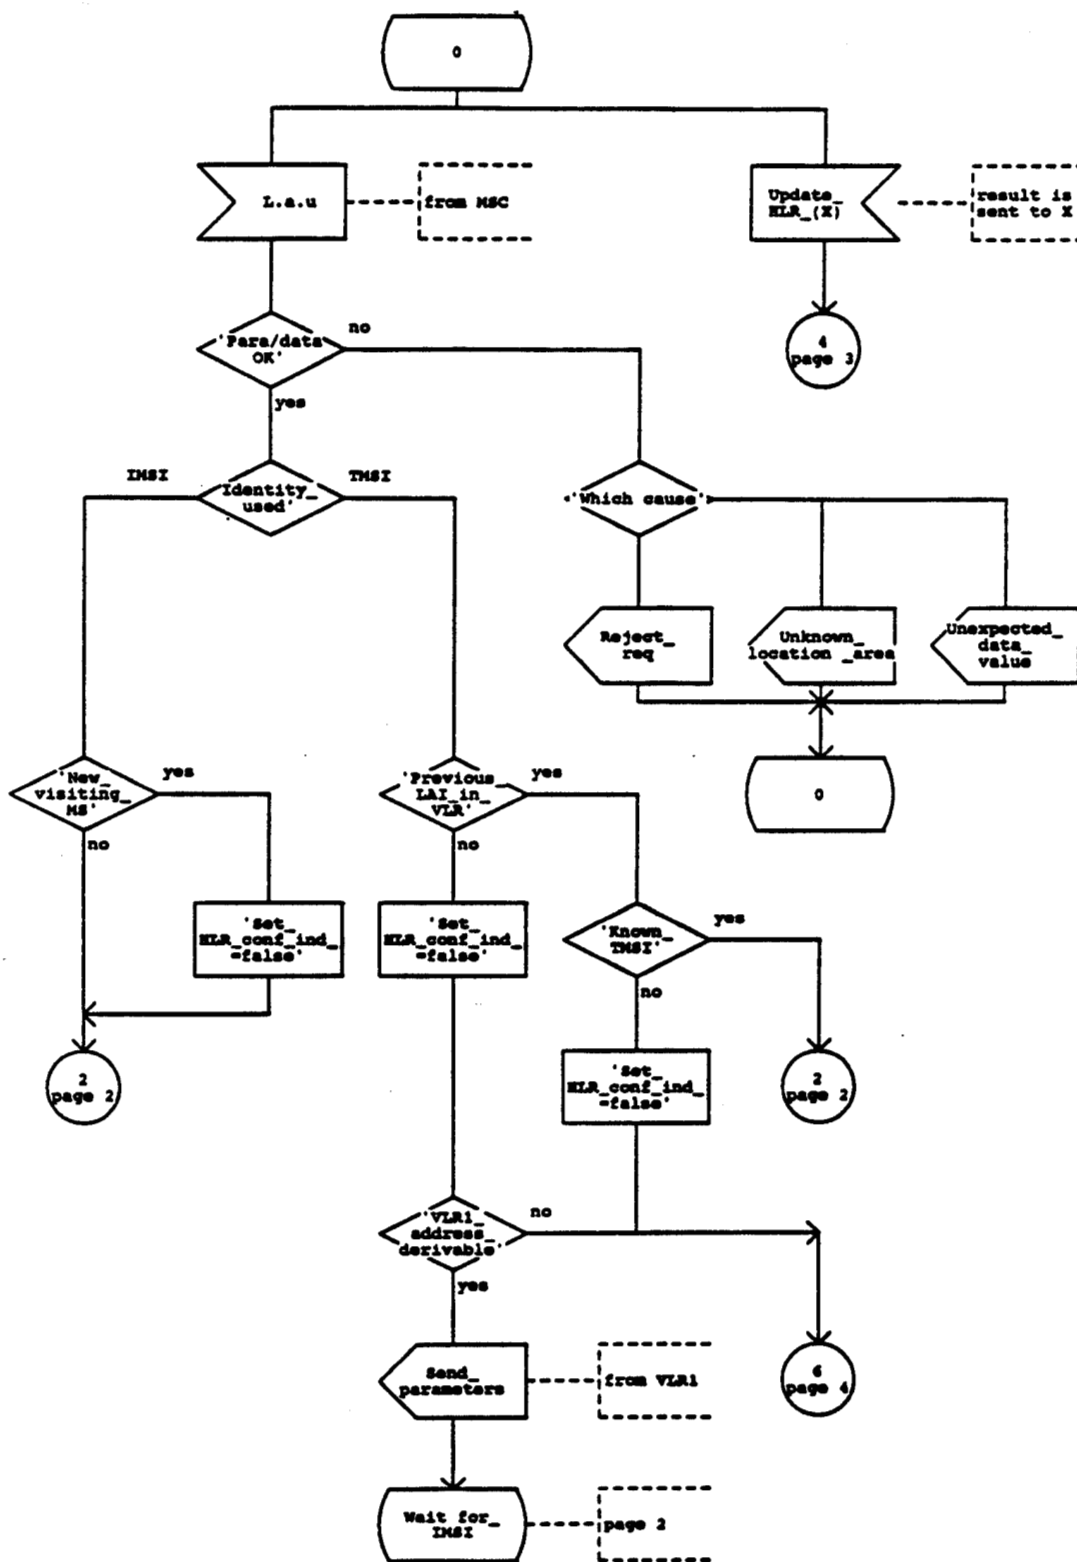 0
L.a.u
from MSC
Update_
HLR_(X)
result is
sent to X
'Para/data
OK'
no
4
page 3
yes
IMSI
TMSI
Identity_
used'
'Which cause'
Reject_
req
Unknown_
location _area
Unexpected_
data_
value
'New_
visiting_
MS'
yes
no
'Previous_
LAI_in_
VLR'
yes
no
0
'Set_
HLR_conf_ind_
=false'
'Set_
HLR_conf_ind_
=false'
'Known_
TMSI'
yes
no
2
page 2
'Set_
HLR_conf_ind_
=false'
2
page 2
'VLR1_
address_
derivable'
no
yes
Send_
parameters
from VLR1
6
page 4
Wait for_
IMSI
page 2